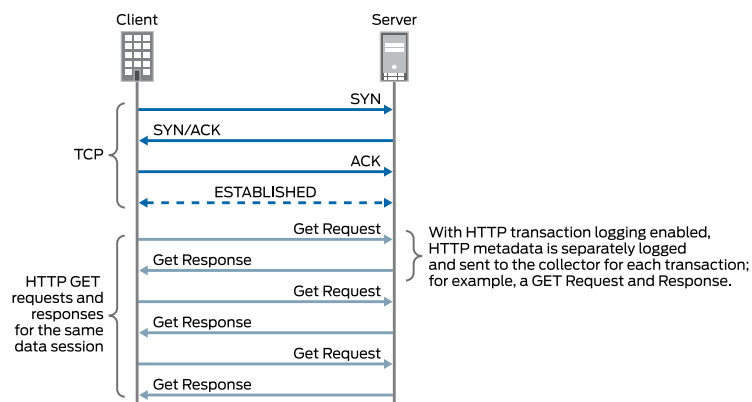 Client
Server
SYN
SYN/ACK
TCP
ACK
ESTABLISHED
Get Request
With HTTP transaction logging enabled,
HTTP metadata is separately logged
and sent to the collector for each transaction;
for example, a GET Request and Response.
Get Response
HTTP GET
requests and
responses
for the same
data session
Get Request
Get Response
Get Request
Get Response